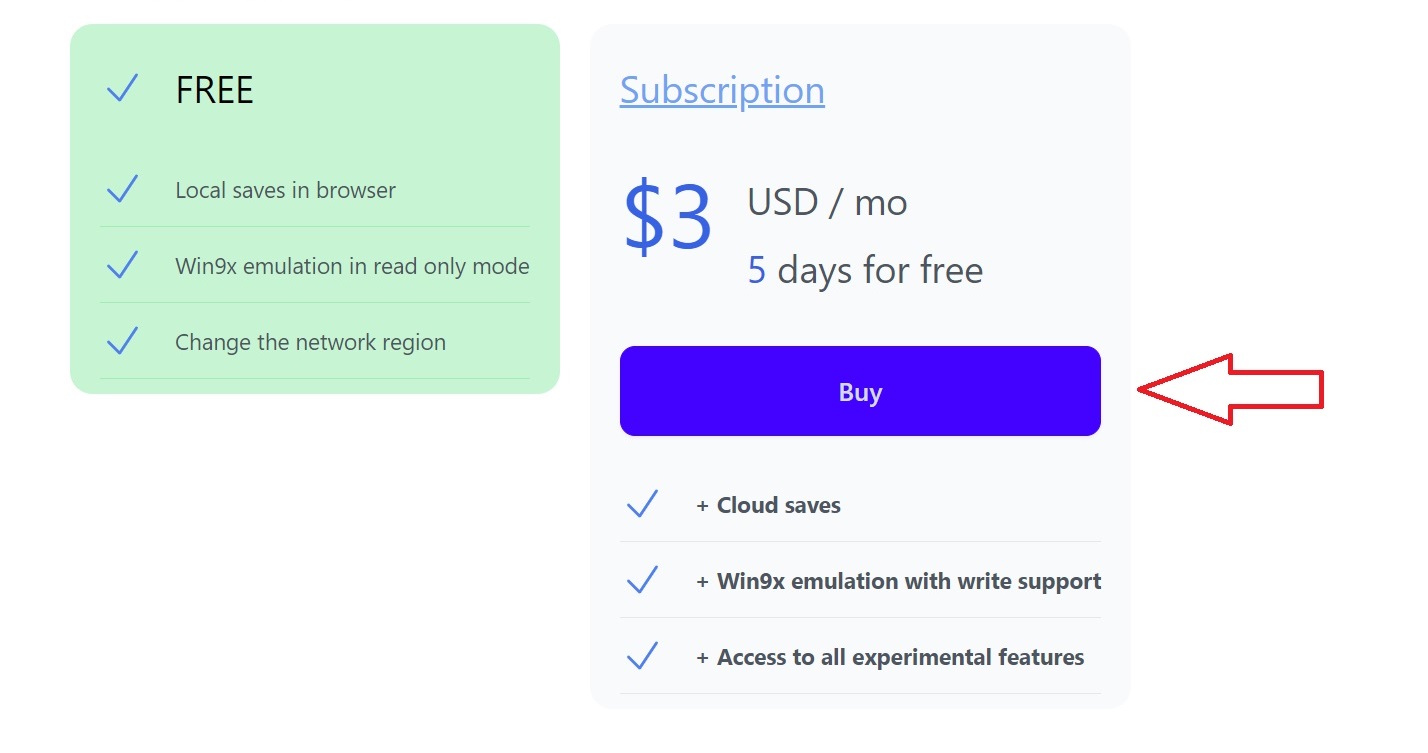 FREE
Local saves in browser
Win9x emulation in read only mode
Change the network region
Subscription
$3 USD / mo
5 days for free
Buy
+ Cloud saves
+ Win9x emulation with write support
+ Access to all experimental features